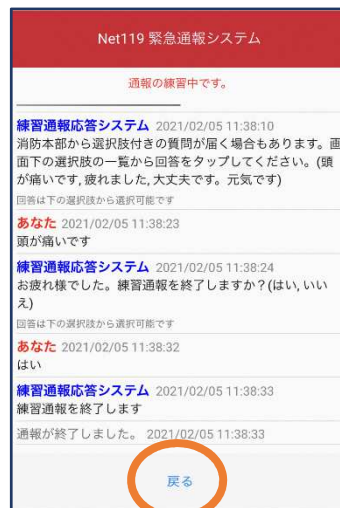 Net119 緊急通報システム
通報の練習中です。
練習通報応答システム 2021/02/05 11:38:10
消防本部から選択肢付きの質問が届く場合もあります。画
面下の選択肢の一覧から回答をタップしてください。(頭
が痛いです, 疲れました, 大丈夫です。元気です)
回答は下の選択肢から選択可能です
あなた 2021/02/05 11:38:23
頭が痛いです
練習通報応答システム 2021/02/05 11:38:24
お疲れ様でした。練習通報を終了しますか？(はい, いい
え)
回答は下の選択肢から選択可能です
あなた 2021/02/05 11:38:32
はい
練習通報応答システム 2021/02/05 11:38:33
練習通報を終了します
通報が終了しました。 2021/02/05 11:38:33
戻る